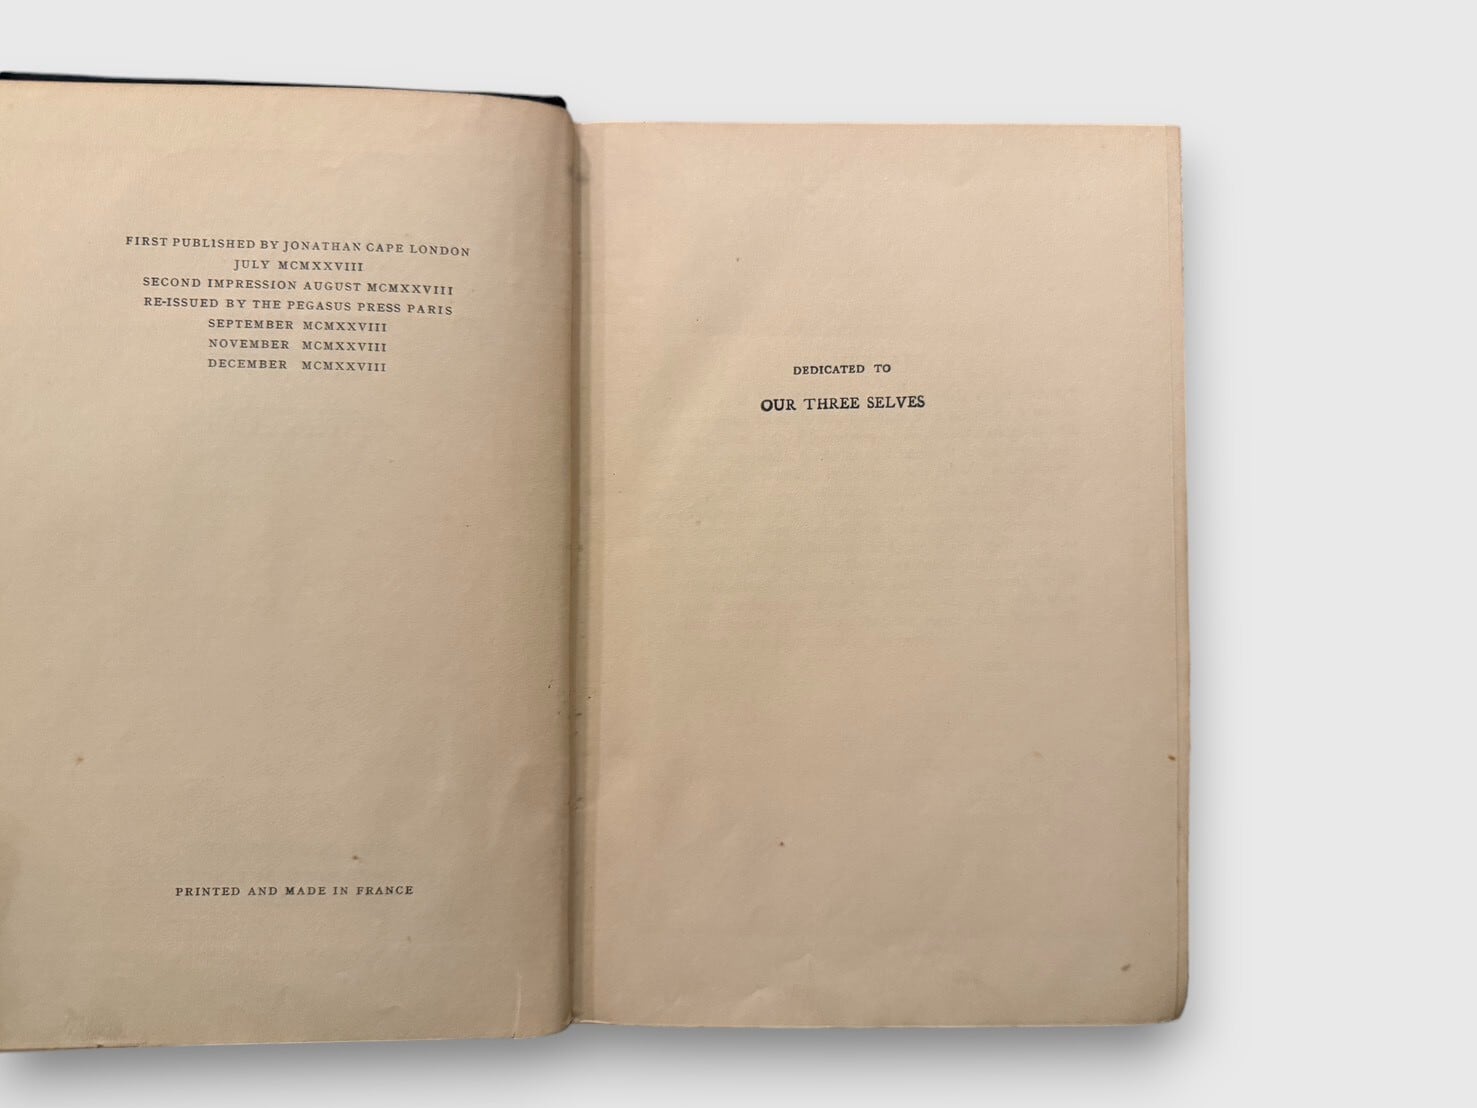 FIRST PUBLISHED BY JONATHAN CAPE LONDON
JULY MCMXXVIII
SECOND IMPRESSION AUGUST MCMXXVIII
RE-ISSUED BY THE PEGASUS PRESS PARIS
SEPTEMBER MCMXXVIII
NOVEMBER MCMXXVIII
DECEMBER MCMXXVIII
PRINTED AND MADE IN FRANCE
DEDICATED TO
OUR THREE SELVES